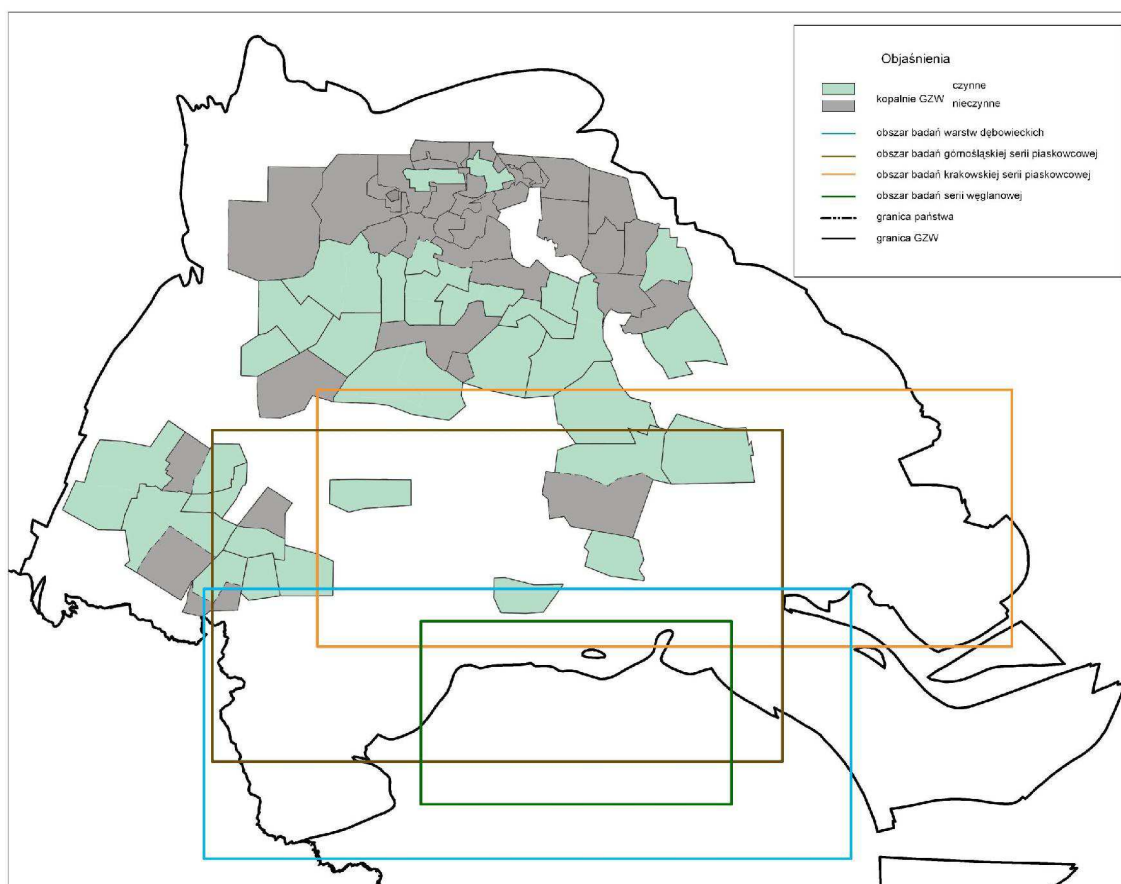 Objaśnienia
czynne
kopalnie GZW
nieczynne
obszar badań warstw dębowieckich
obszar badań górnośląskiej serii piaskowcowej
obszar badań krakowskiej serii piaskowcowej
obszar badań serii węglanowej
granica państwa
granica GZW